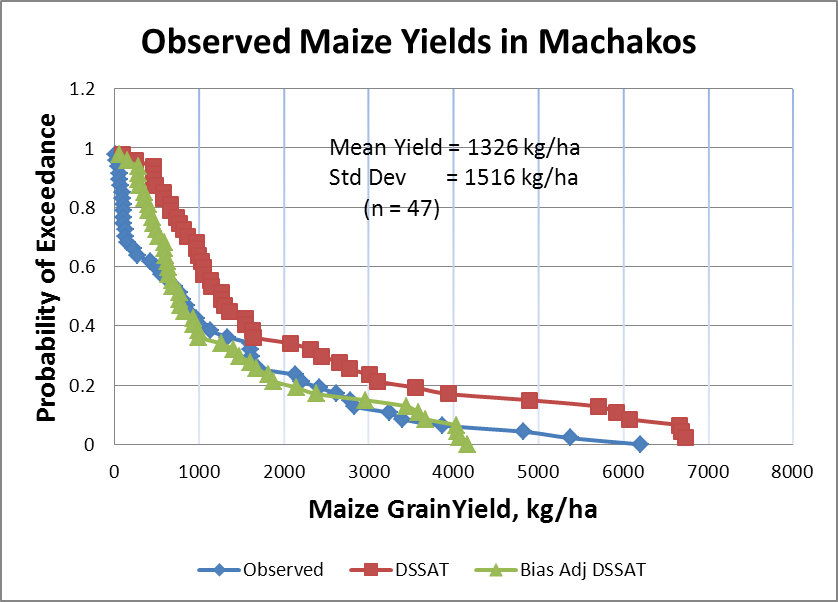 Observed Maize Yields in Machakos
Probability of Exceedance
1.2
1
0.8
0.6
0.4
0.2
0
Mean Yield = 1326 kg/ha
Std Dev = 1516 kg/ha
(n = 47)
0 1000 2000 3000 4000 5000 6000 7000 8000
Maize GrainYield, kg/ha
Observed DSSAT Bias Adj DSSAT